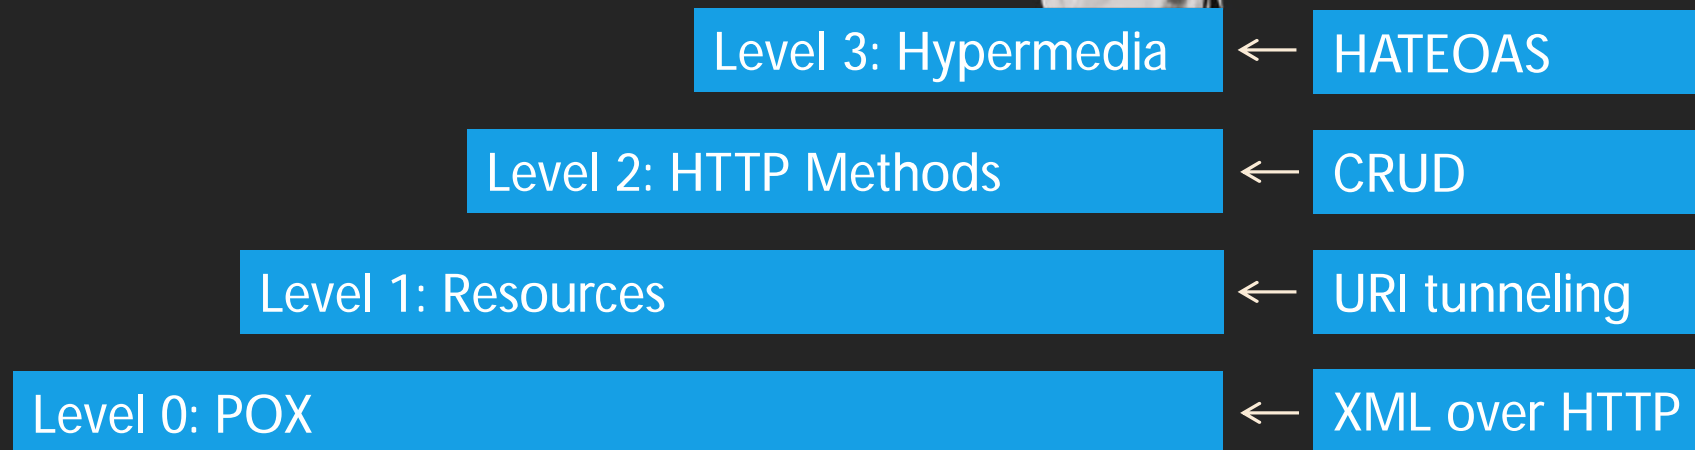 Level 3: Hypermedia ← HATEOAS
Level 2: HTTP Methods ← CRUD
Level 1: Resources ← URI tunneling
Level 0: POX ← XML over HTTP